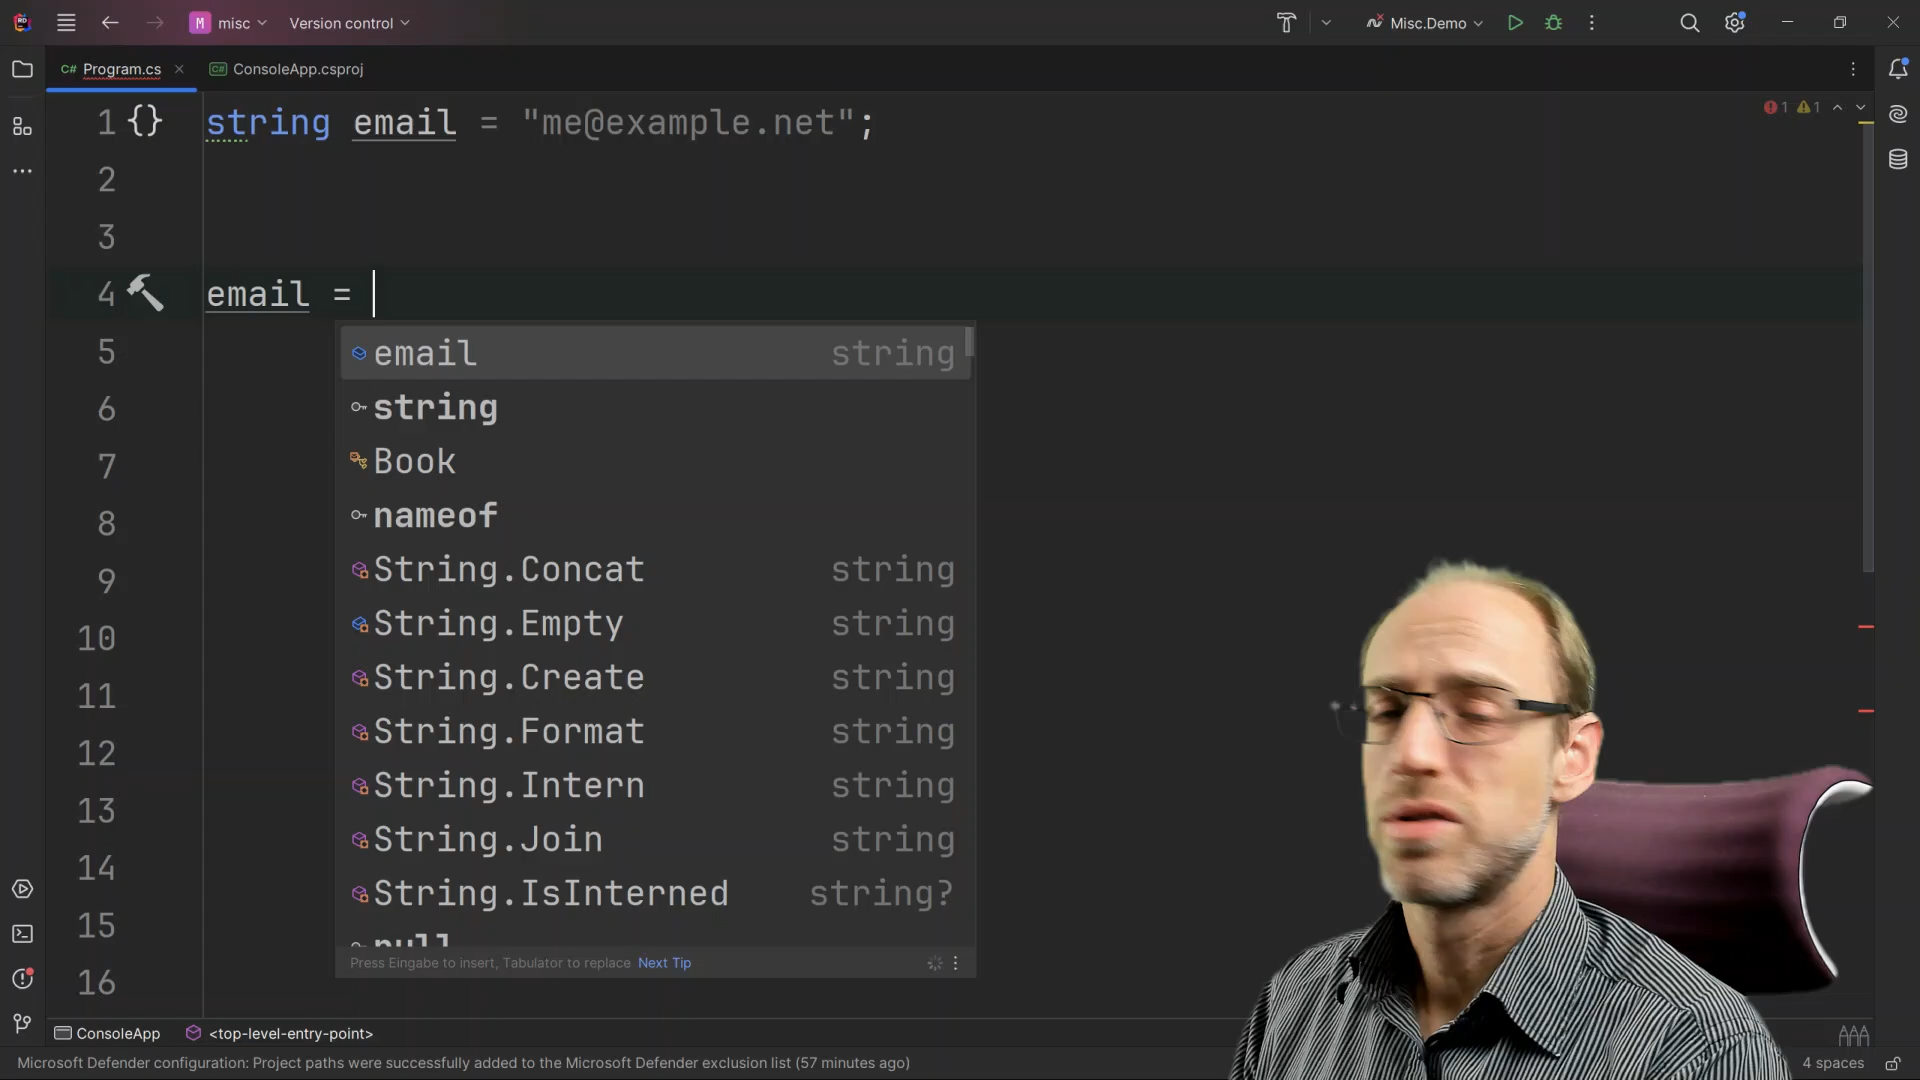 RD
M misc Version control Misc.Demo
C# Program.cs C# ConsoleApp.csproj
1 {} string email = "me@example.net"; 1 1
2
3
4 email =
5
6
7
8
9
10
11
12
13
14
15
16
email string
string
Book
nameof
String.Concat string
String.Empty string
String.Create string
String.Format string
String.Intern string
String.Join string
String.IsInterned string?
null
Press Eingabe to insert, Tabulator to replace Next Tip
ConsoleApp <top-level-entry-point>
Microsoft Defender configuration: Project paths were successfully added to the Microsoft Defender exclusion list (57 minutes ago) 4 spaces